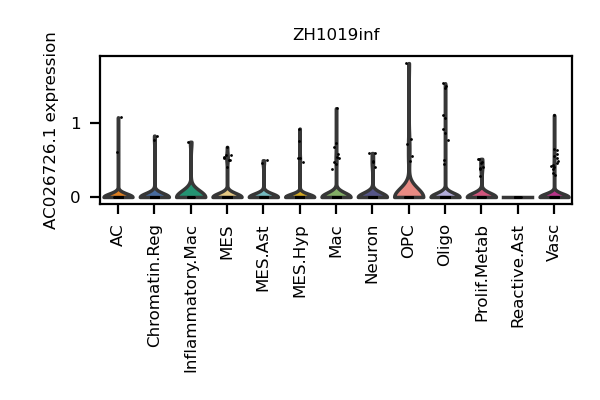 ZH1019inf
AC026726.1 expression
1
0
AC
Chromatin.Reg
Inflammatory.Mac
MES
MES.Ast
MES.Hyp
Mac
Neuron
OPC
Oligo
Prolif.Metab
Reactive.Ast
Vasc